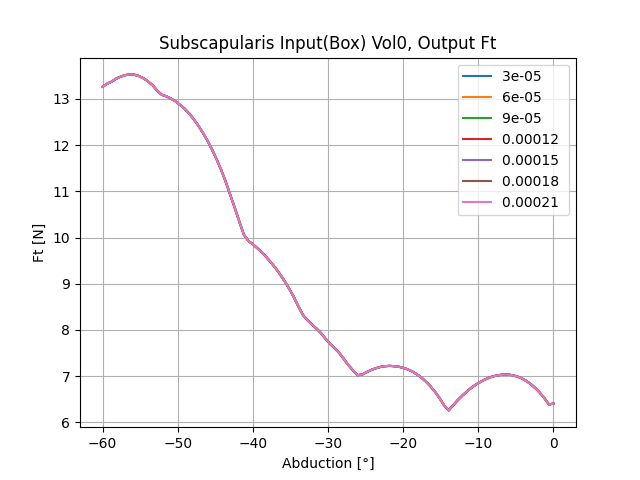 Subscapularis Input(Box) Vol0, Output Ft
3e-05
6e-05
9e-05
0.00012
0.00015
0.00018
0.00021
Ft [N]
13
12
11
10
9
8
7
6
−60 −50 −40 −30 −20 −10 0
Abduction [°]